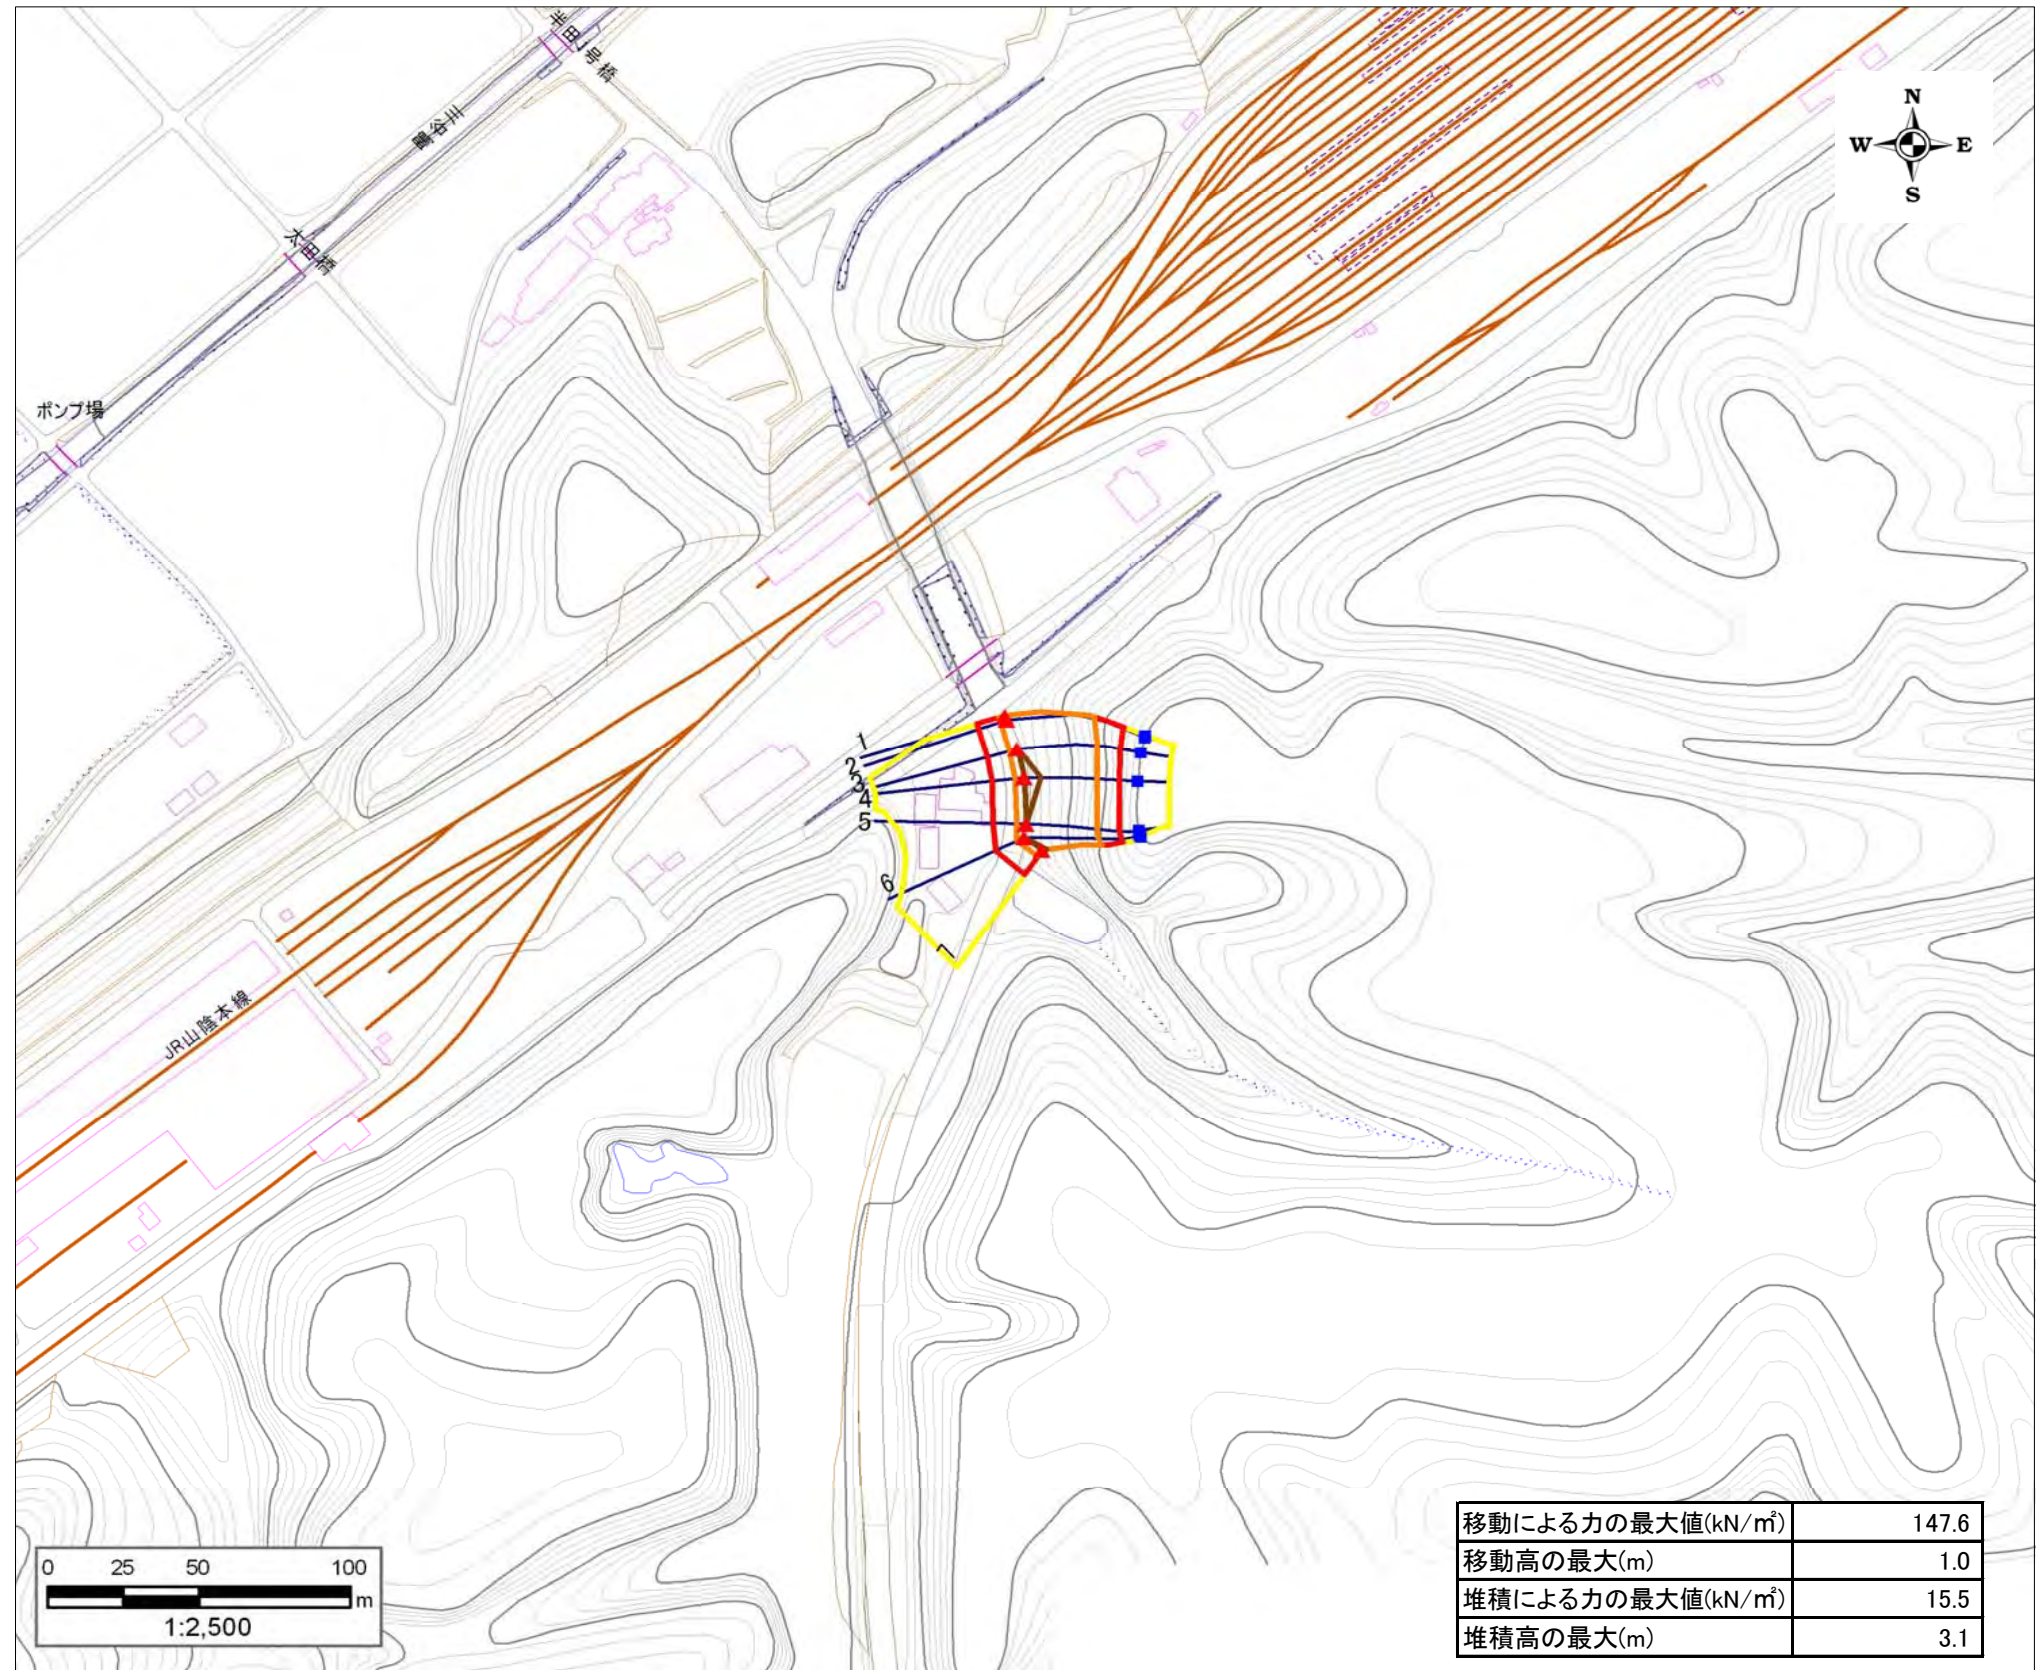 半田1号橋
太田橋
ポンプ場
N
W E
S
1
2
3
4
5
6
7
JR山陰本線
0 25 50 100
m
1:2,500
移動による力の最大値(kN/㎡) 147.6
移動高の最大(m) 1.0
堆積による力の最大値(kN/㎡) 15.5
堆積高の最大(m) 3.1